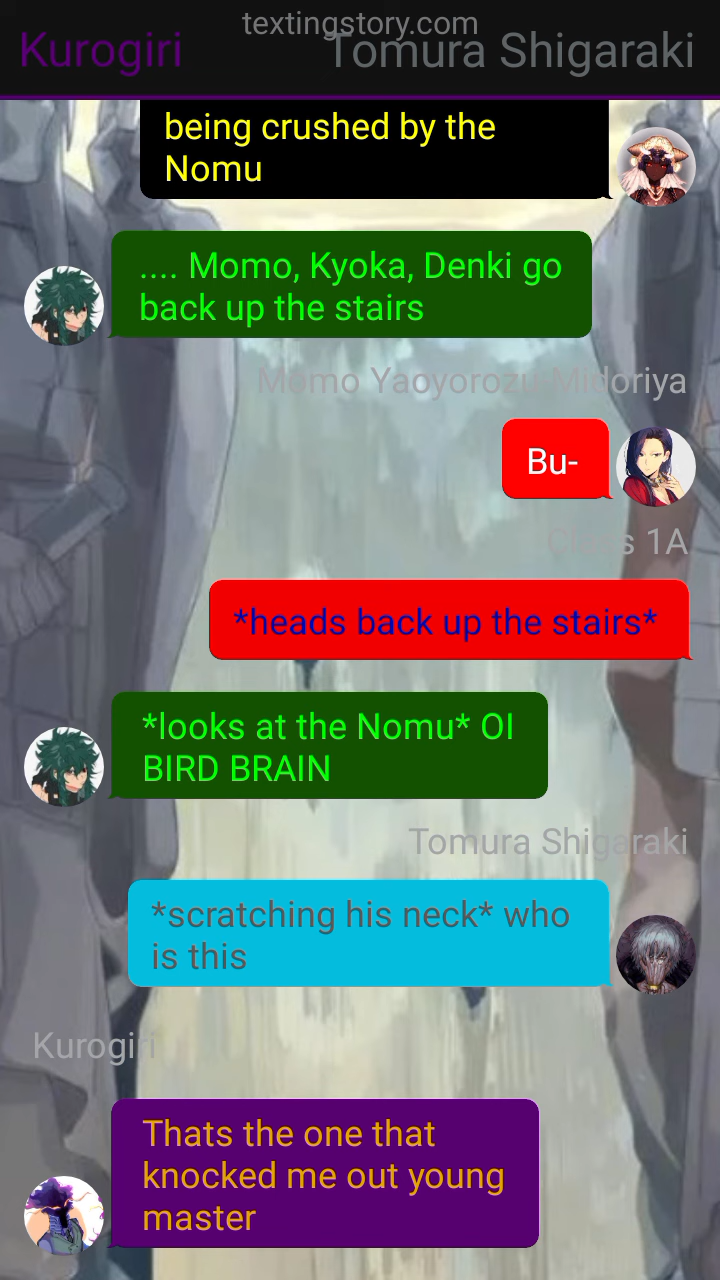 textingstory.com
Kurogiri
Tomura Shigaraki
being crushed by the
Nomu
.... Momo, Kyoka, Denki go
back up the stairs
Momo Yaoyorozu-Midoriya
Bu-
Class 1A
*heads back up the stairs*
*looks at the Nomu* OI
BIRD BRAIN
Tomura Shigaraki
*scratching his neck* who
is this
Kurogiri
Thats the one that
knocked me out young
master